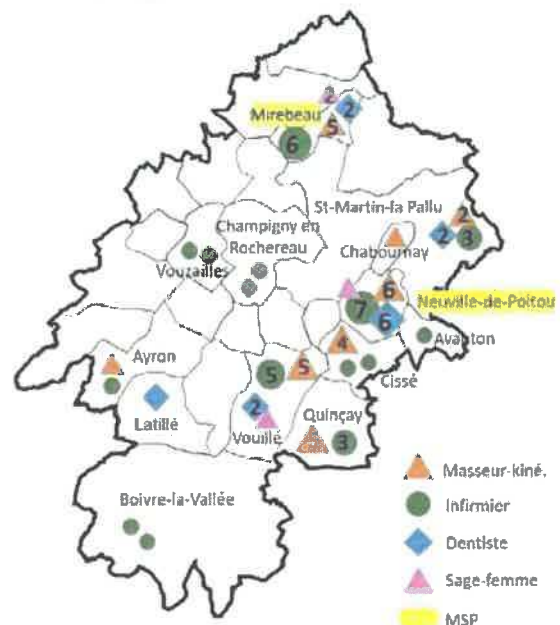 2
2
Mirebeau
5
6
St-Martin-la Pallu
2
Champigny en
Rochereau
Chabournay
2
3
Vouzailles
6
7
Neuville-de-Poitou
6
Avanton
4
Ayron
5
5
Cissé
Latillé
2
Vouillé
Quinçay
3
Boivre-la-Vallée
Masseur-kiné.
Infirmier
Dentiste
Sage-femme
MSP